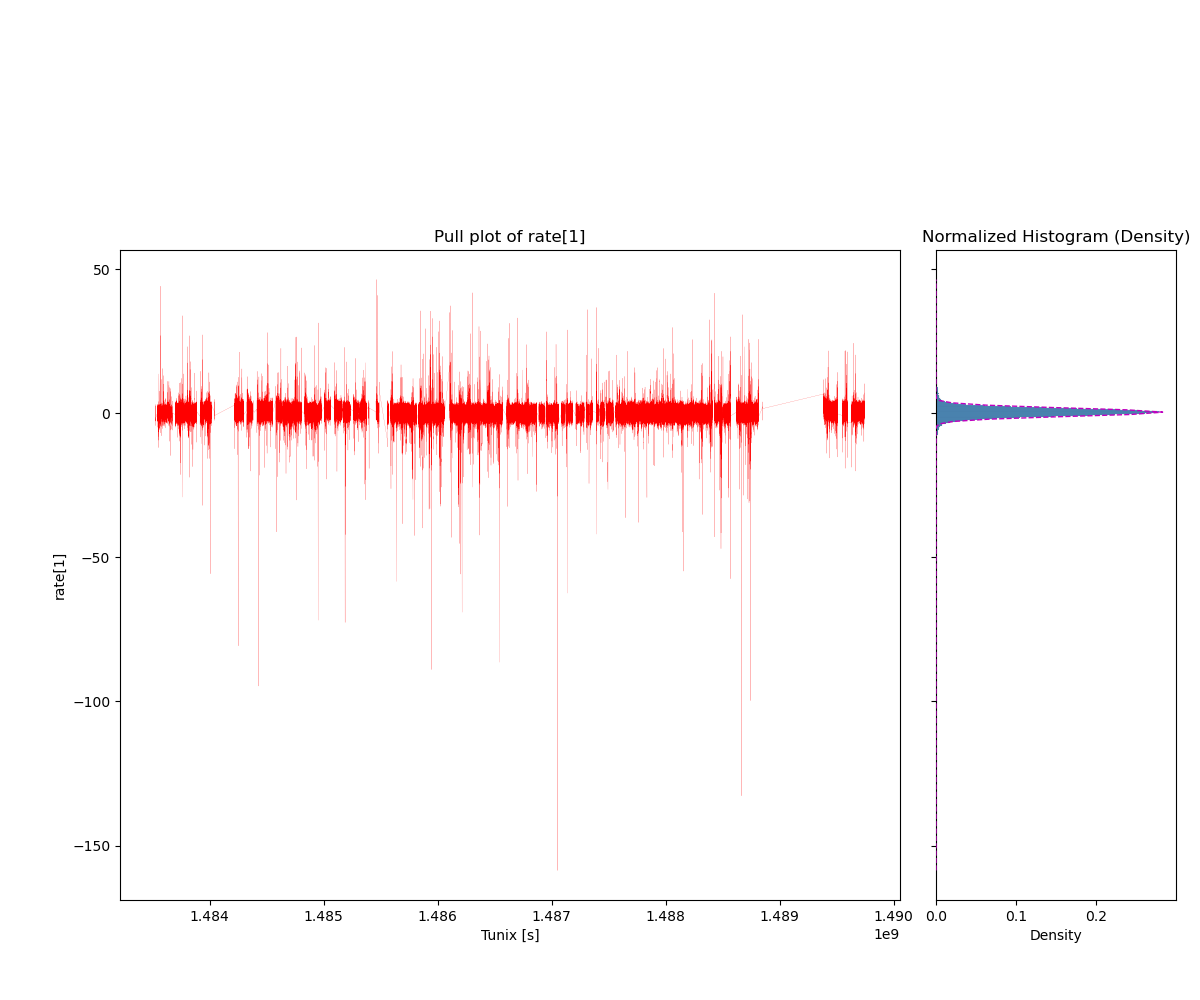 Pull plot of rate[1]
Normalized Histogram (Density)
50
0
−50
−100
−150
rate[1]
1.484 1.485 1.486 1.487 1.488 1.489 1.490
1e9
Tunix [s]
0.0 0.1 0.2
Density